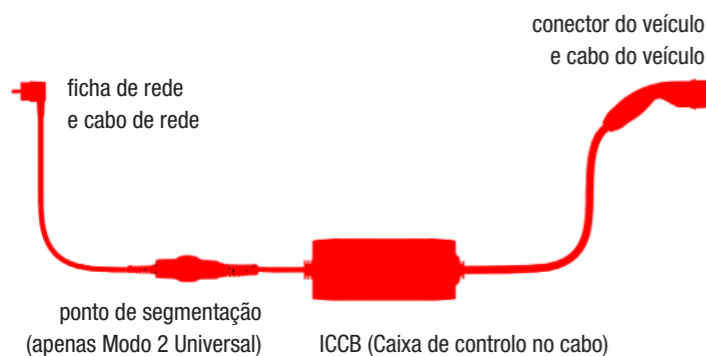 conector do veículo
e cabo do veículo
ficha de rede
e cabo de rede
ponto de segmentação
(apenas Modo 2 Universal)
ICCB (Caixa de controlo no cabo)